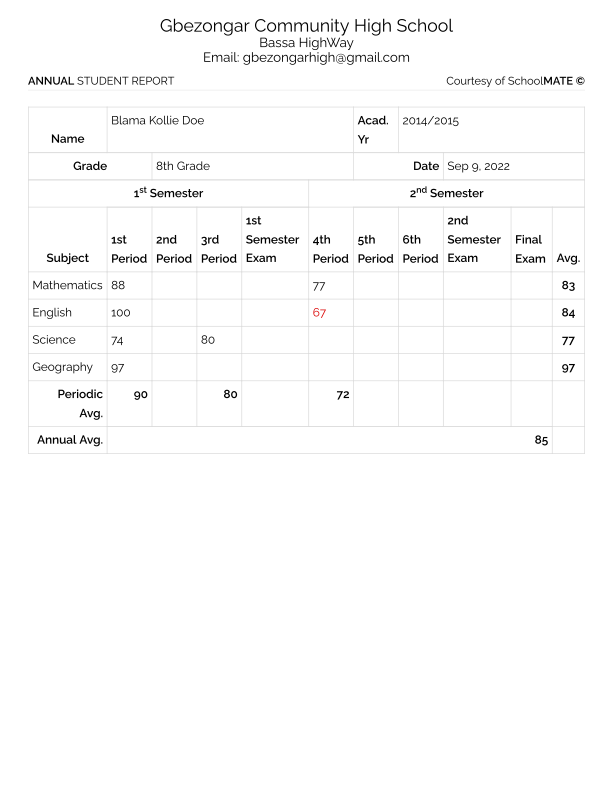 Gbezongar Community High School
Bassa HighWay
Email: gbezongarhigh@gmail.com
ANNUAL STUDENT REPORT Courtesy of SchoolMATE ©
Name Blama Kollie Doe Acad. Yr 2014/2015
Grade 8th Grade Date Sep 9, 2022
1st Semester 2nd Semester
Subject 1st Period 2nd Period 3rd Period 1st Semester Exam 4th Period 5th Period 6th Period 2nd Semester Exam Final Exam Avg.
Mathematics 88 77 83
English 100 67 84
Science 74 80 77
Geography 97 97
Periodic Avg. 90 80 72
Annual Avg. 85